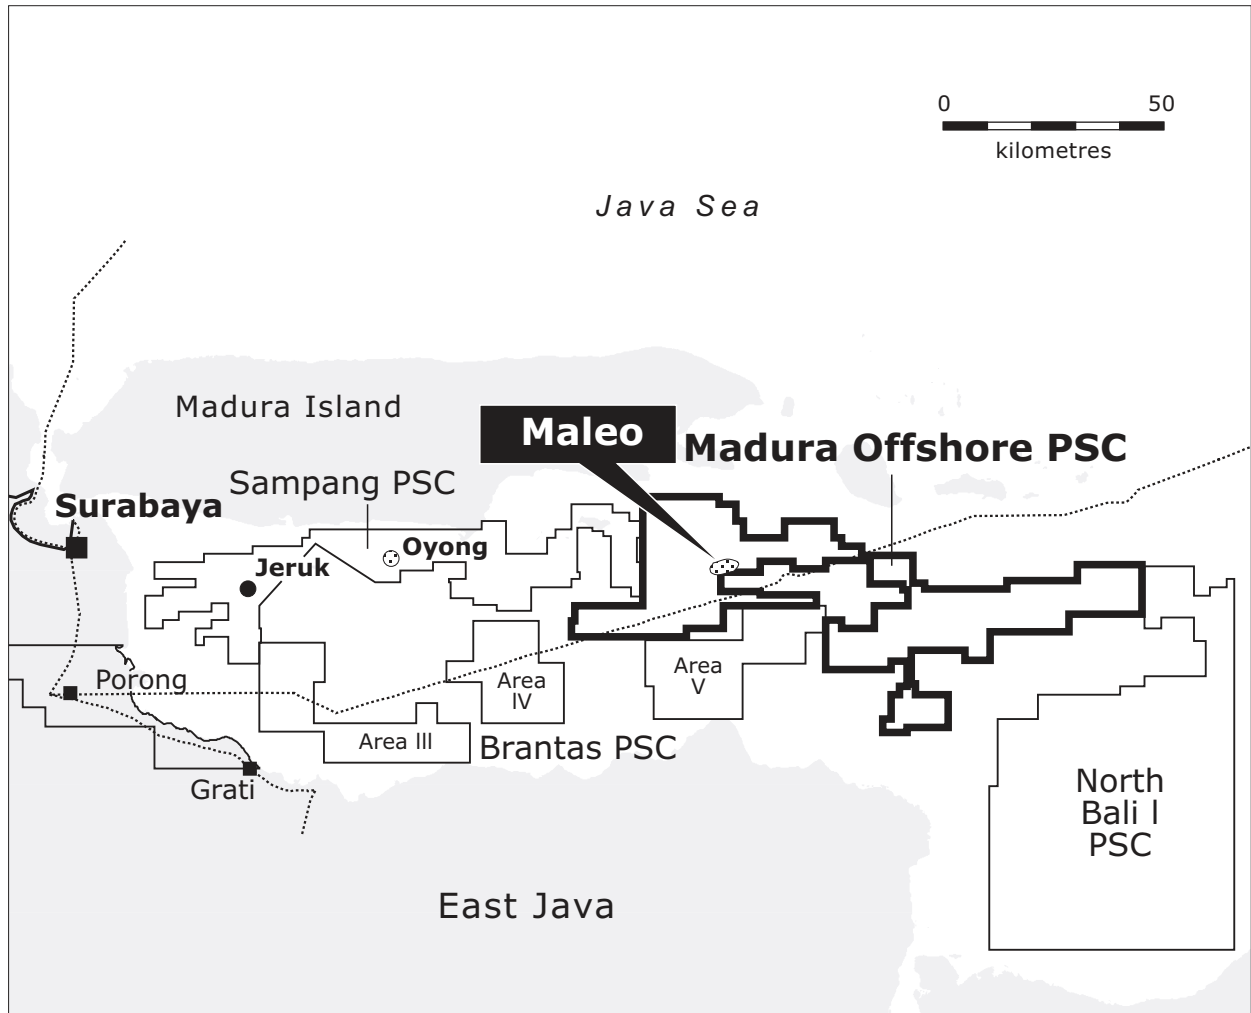 0 50
kilometres
Java Sea
Madura Island
Maleo
Madura Offshore PSC
Sampang PSC
Surabaya
Oyong
Jeruk
Porong
Area
IV
Area
V
Area III
Brantas PSC
Grati
North
Bali l
PSC
East Java